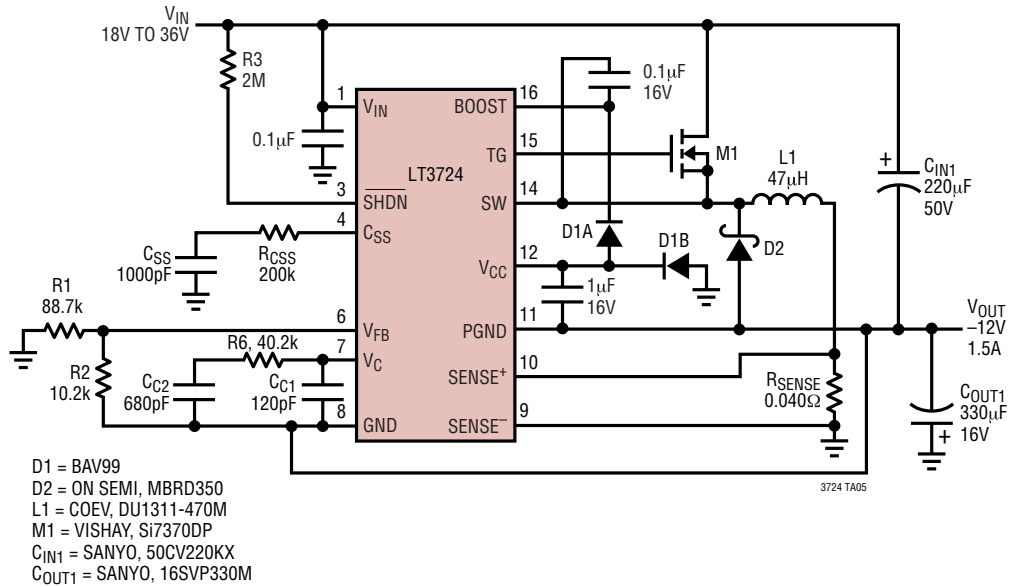 VIN
18V TO 36V
R3
2M
0.1µF
1
VIN
3
SHDN
4
CSS
CSS
1000pF
RCSS
200k
R1
88.7k
R2
10.2k
6
VFB
R6, 40.2k
7
VC
CC2
680pF
CC1
120pF
8
GND
LT3724
BOOST
16
TG
15
SW
14
VCC
12
PGND
11
SENSE+
10
SENSE–
9
0.1µF
16V
M1
L1
47µH
D1A
D1B
D2
1µF
16V
+
CIN1
220µF
50V
VOUT
–12V
1.5A
RSENSE
0.040Ω
COUT1
330µF
16V
+
3724 TA05
D1 = BAV99
D2 = ON SEMI, MBRD350
L1 = COEV, DU1311-470M
M1 = VISHAY, Si7370DP
CIN1 = SANYO, 50CV220KX
COUT1 = SANYO, 16SVP330M